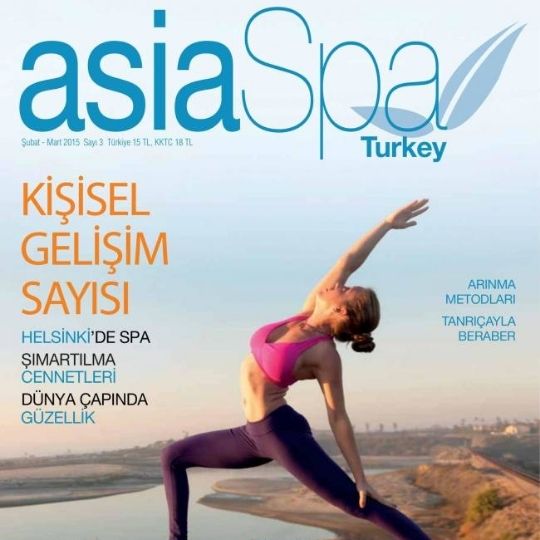 asiaSpa
Turkey
Şubat - Mart 2015 Sayı 3 Türkiye 15 TL, KKTC 18 TL
KİŞİSEL
GELİŞİM
SAYISI
HELSİNKİ'DE SPA
ŞIMARTILMA
CENNETLERİ
DÜNYA ÇAPINDA
GÜZELLİK
ARINMA
METODLARI
TANRIÇAYLA
BERABER